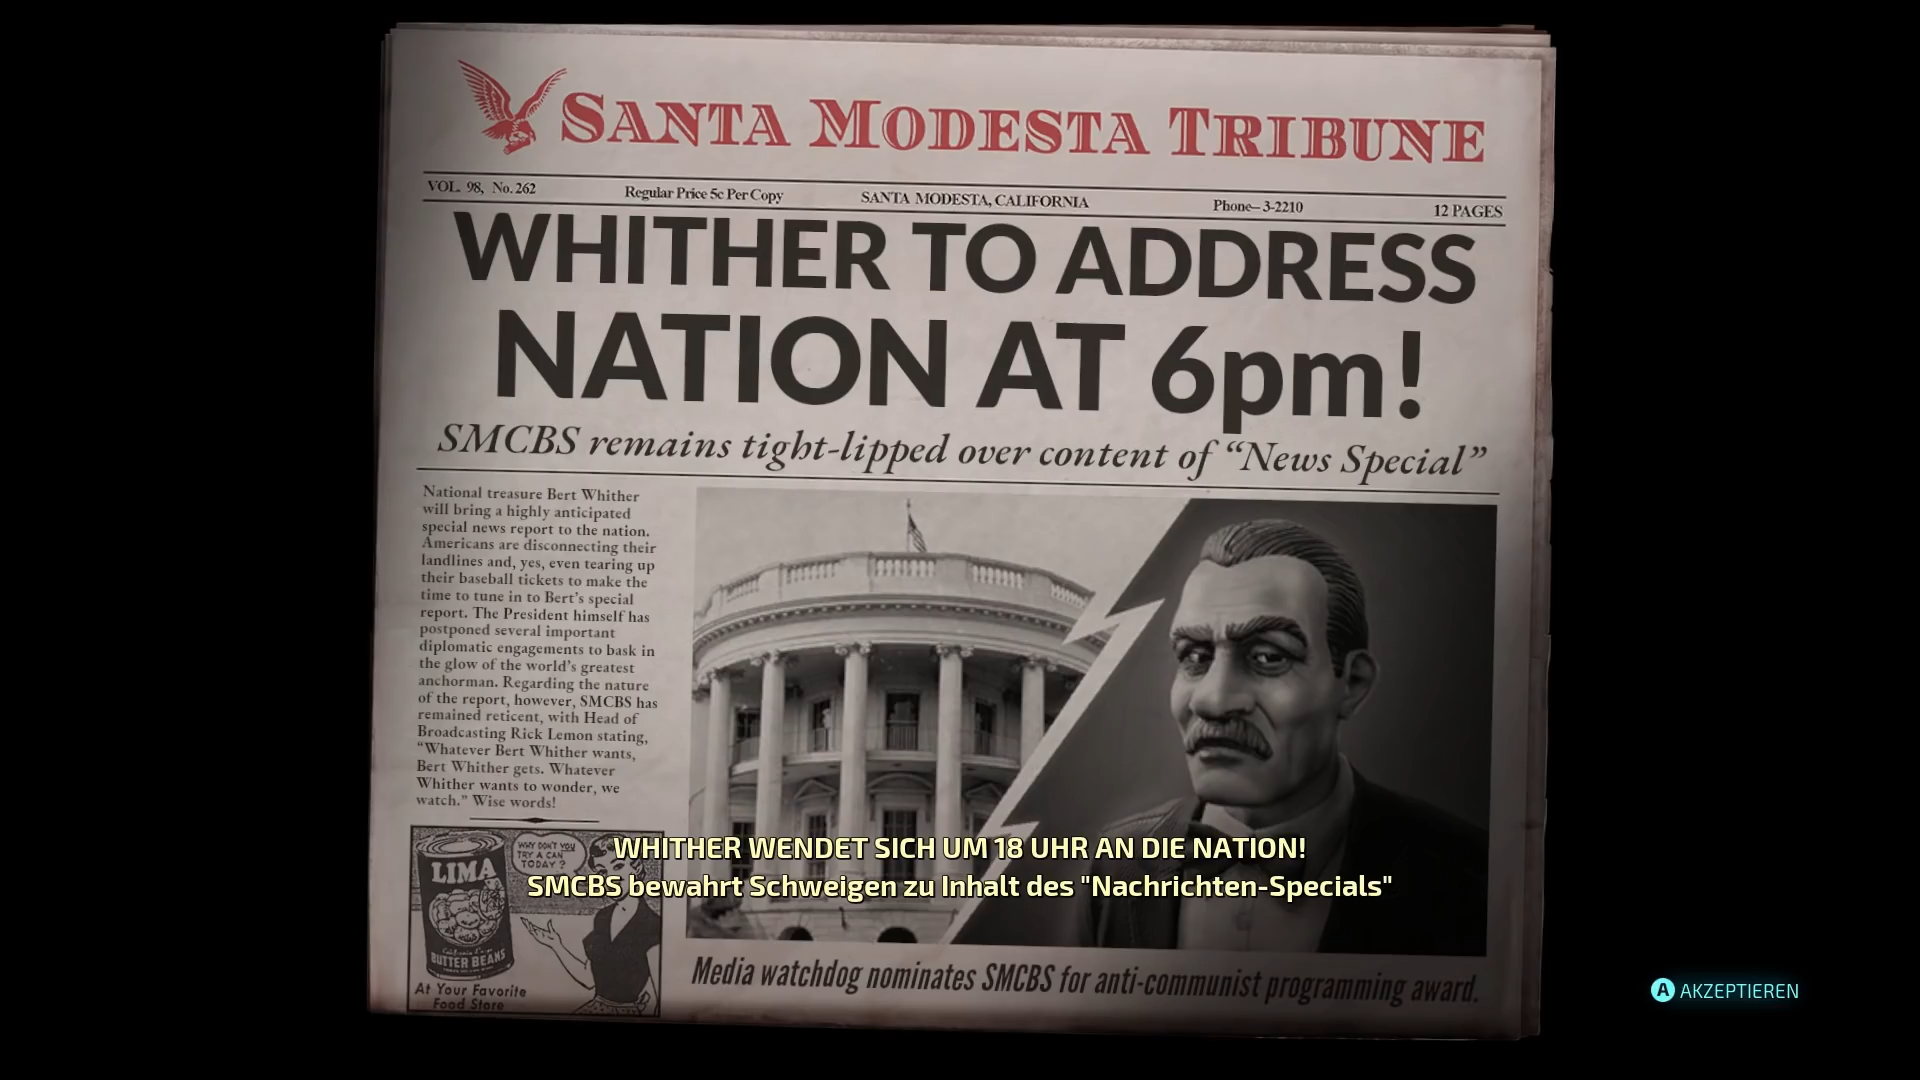 SANTA MODESTA TRIBUNE
VOL. 98, No. 262
Regular Price 5c Per Copy
SANTA MODESTA, CALIFORNIA
Phone– 3-2210
12 PAGES
WHITHER TO ADDRESS
NATION AT 6pm!
SMCBS remains tight-lipped over content of “News Special”
National treasure Bert Whither
will bring a highly anticipated
special news report to the nation.
Americans are disconnecting their
landlines and, yes, even tearing up
their baseball tickets to make the
time to tune in to Bert’s special
report. The President himself has
postponed several important
diplomatic engagements to bask in
the glow of the world’s greatest
anchorman. Regarding the nature
of the report, however, SMCBS has
remained reticent, with Head of
Broadcasting Rick Lemon stating,
“Whatever Bert Whither wants,
Bert Whither gets. Whatever
Whither wants to wonder, we
watch.” Wise words!
WHY DON'T YOU
TRY A CAN
TODAY?
LIMA
BUTTER BEANS
At Your Favorite
Food Store
WHITHER WENDET SICH UM 18 UHR AN DIE NATION!
SMCBS bewahrt Schweigen zu Inhalt des "Nachrichten-Specials"
Media watchdog nominates SMCBS for anti-communist programming award.
A AKZEPTIEREN